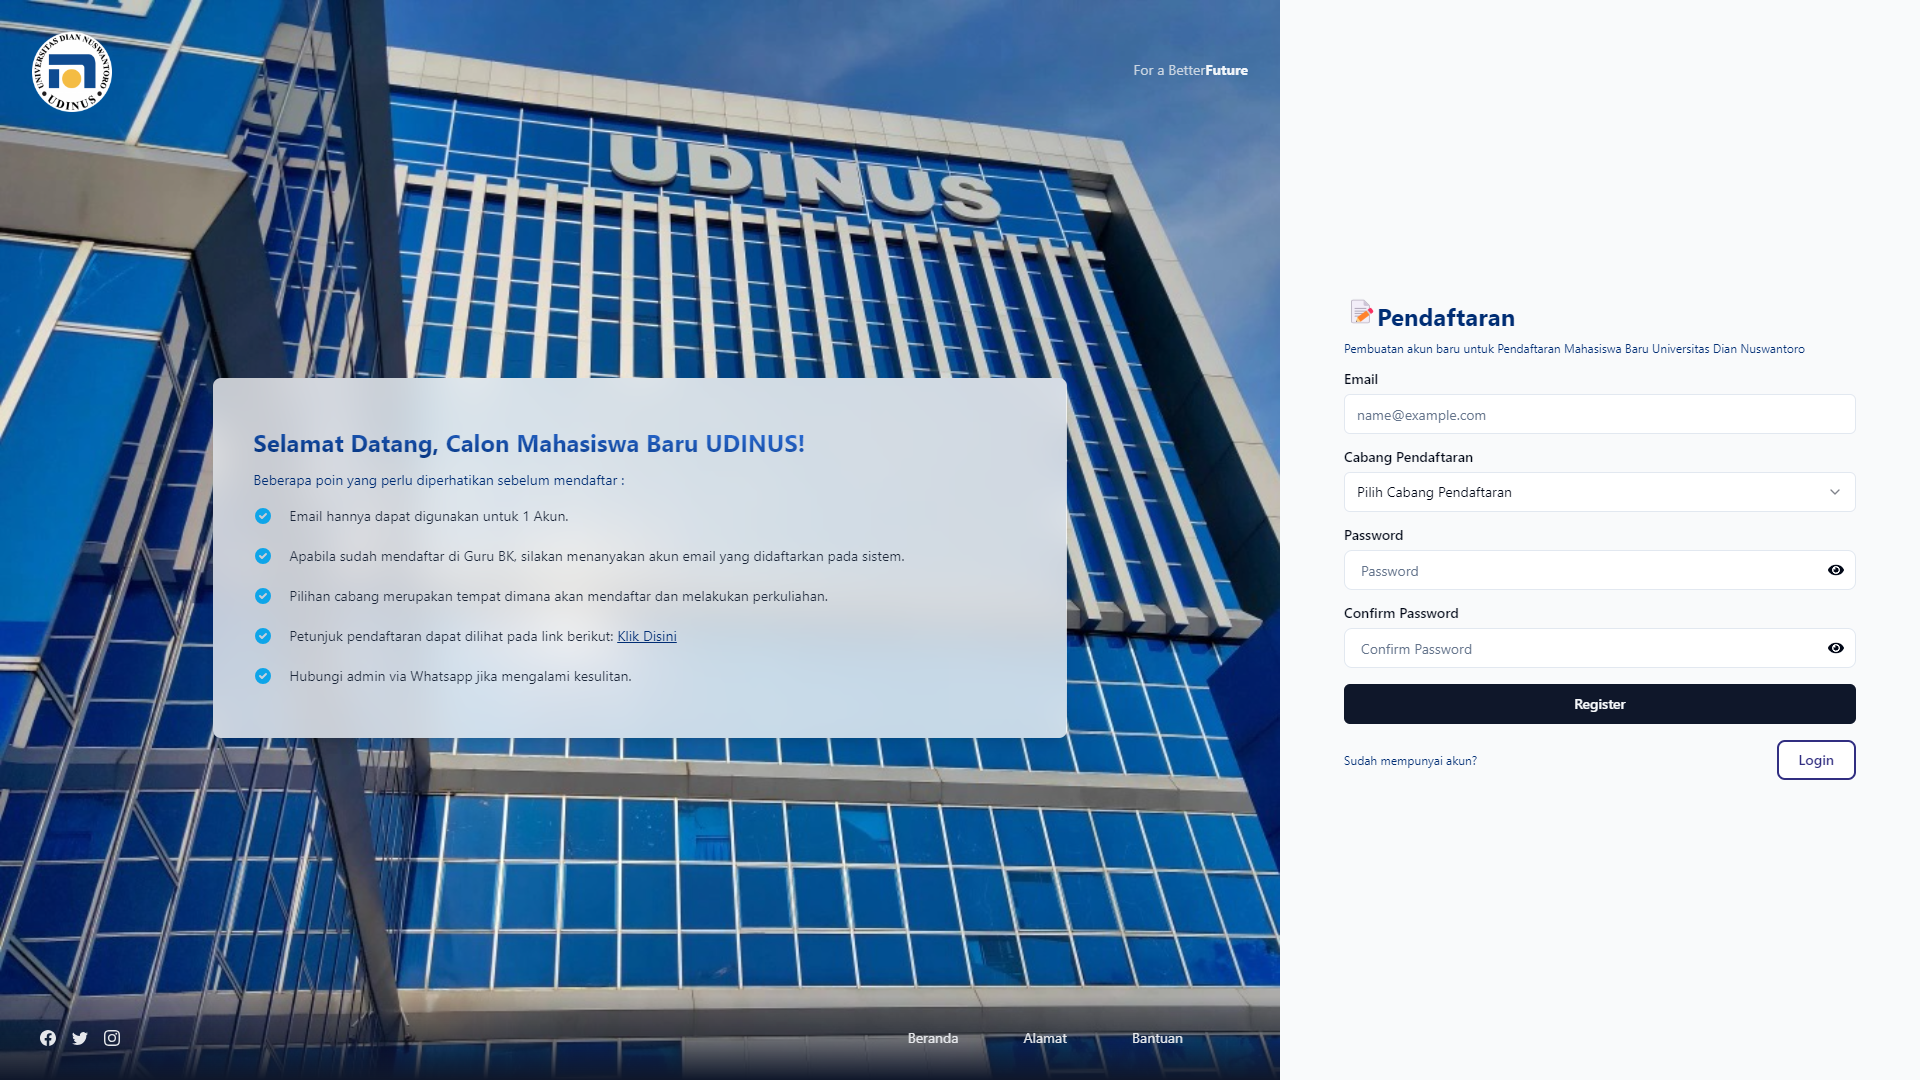 UNIVERSITAS DIAN NUSWANTORO
UDINUS
For a BetterFuture
UDINUS
Selamat Datang, Calon Mahasiswa Baru UDINUS!
Beberapa poin yang perlu diperhatikan sebelum mendaftar :
Email hannya dapat digunakan untuk 1 Akun.
Apabila sudah mendaftar di Guru BK, silakan menanyakan akun email yang didaftarkan pada sistem.
Pilihan cabang merupakan tempat dimana akan mendaftar dan melakukan perkuliahan.
Petunjuk pendaftaran dapat dilihat pada link berikut: Klik Disini
Hubungi admin via Whatsapp jika mengalami kesulitan.
Beranda
Alamat
Bantuan
Pendaftaran
Pembuatan akun baru untuk Pendaftaran Mahasiswa Baru Universitas Dian Nuswantoro
Email
name@example.com
Cabang Pendaftaran
Pilih Cabang Pendaftaran
Password
Password
Confirm Password
Confirm Password
Register
Sudah mempunyai akun?
Login